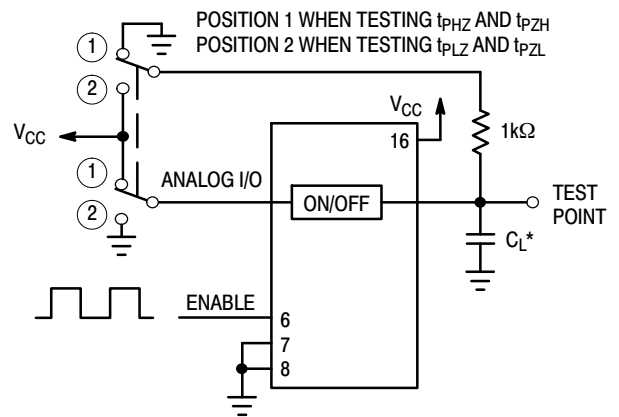 POSITION 1 WHEN TESTING tPHZ AND tPZH
POSITION 2 WHEN TESTING tPLZ AND tPZL
1
2
VCC
VCC
16
1kΩ
1
ANALOG I/O
ON/OFF
TEST
POINT
2
CL*
ENABLE
6
7
8